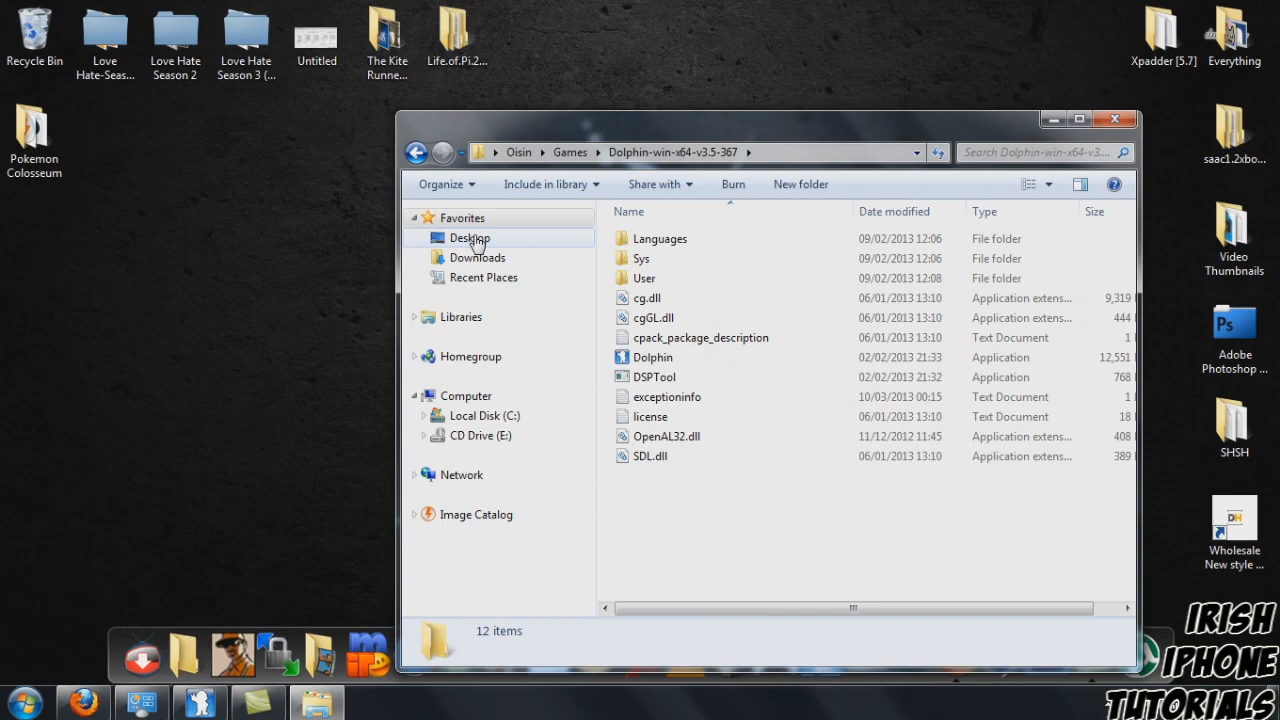 Recycle Bin
Love
Hate-Seas...
Love Hate
Season 2
Love Hate
Season 3 (...
Untitled
The Kite
Runne...
Life.of.Pi.2...
Xpadder [5.7]
Everything
Pokemon
Colosseum
saac1.2xbo...
Video
Thumbnails
Ps
Adobe
Photoshop ...
SHSH
DH
Wholesale
New style ...
Oisin
Games
Dolphin-win-x64-v3.5-367
Search Dolphin-win-x64-v3....
Organize
Include in library
Share with
Burn
New folder
Favorites
Desktop
Downloads
Recent Places
Libraries
Homegroup
Computer
Local Disk (C:)
CD Drive (E:)
Network
Image Catalog
Name Date modified Type Size
Languages 09/02/2013 12:06 File folder
Sys 09/02/2013 12:06 File folder
User 09/02/2013 12:08 File folder
cg.dll 06/01/2013 13:10 Application extens... 9,319
cgGL.dll 06/01/2013 13:10 Application extens... 444
cpack_package_description 06/01/2013 13:10 Text Document 1
Dolphin 02/02/2013 21:33 Application 12,551
DSPTool 02/02/2013 21:32 Application 768
exceptioninfo 10/03/2013 00:15 Text Document 1
license 06/01/2013 13:10 Text Document 18
OpenAL32.dll 11/12/2012 11:45 Application extens... 408
SDL.dll 06/01/2013 13:10 Application extens... 389
12 items
IRISH
IPHONE
TUTORIALS